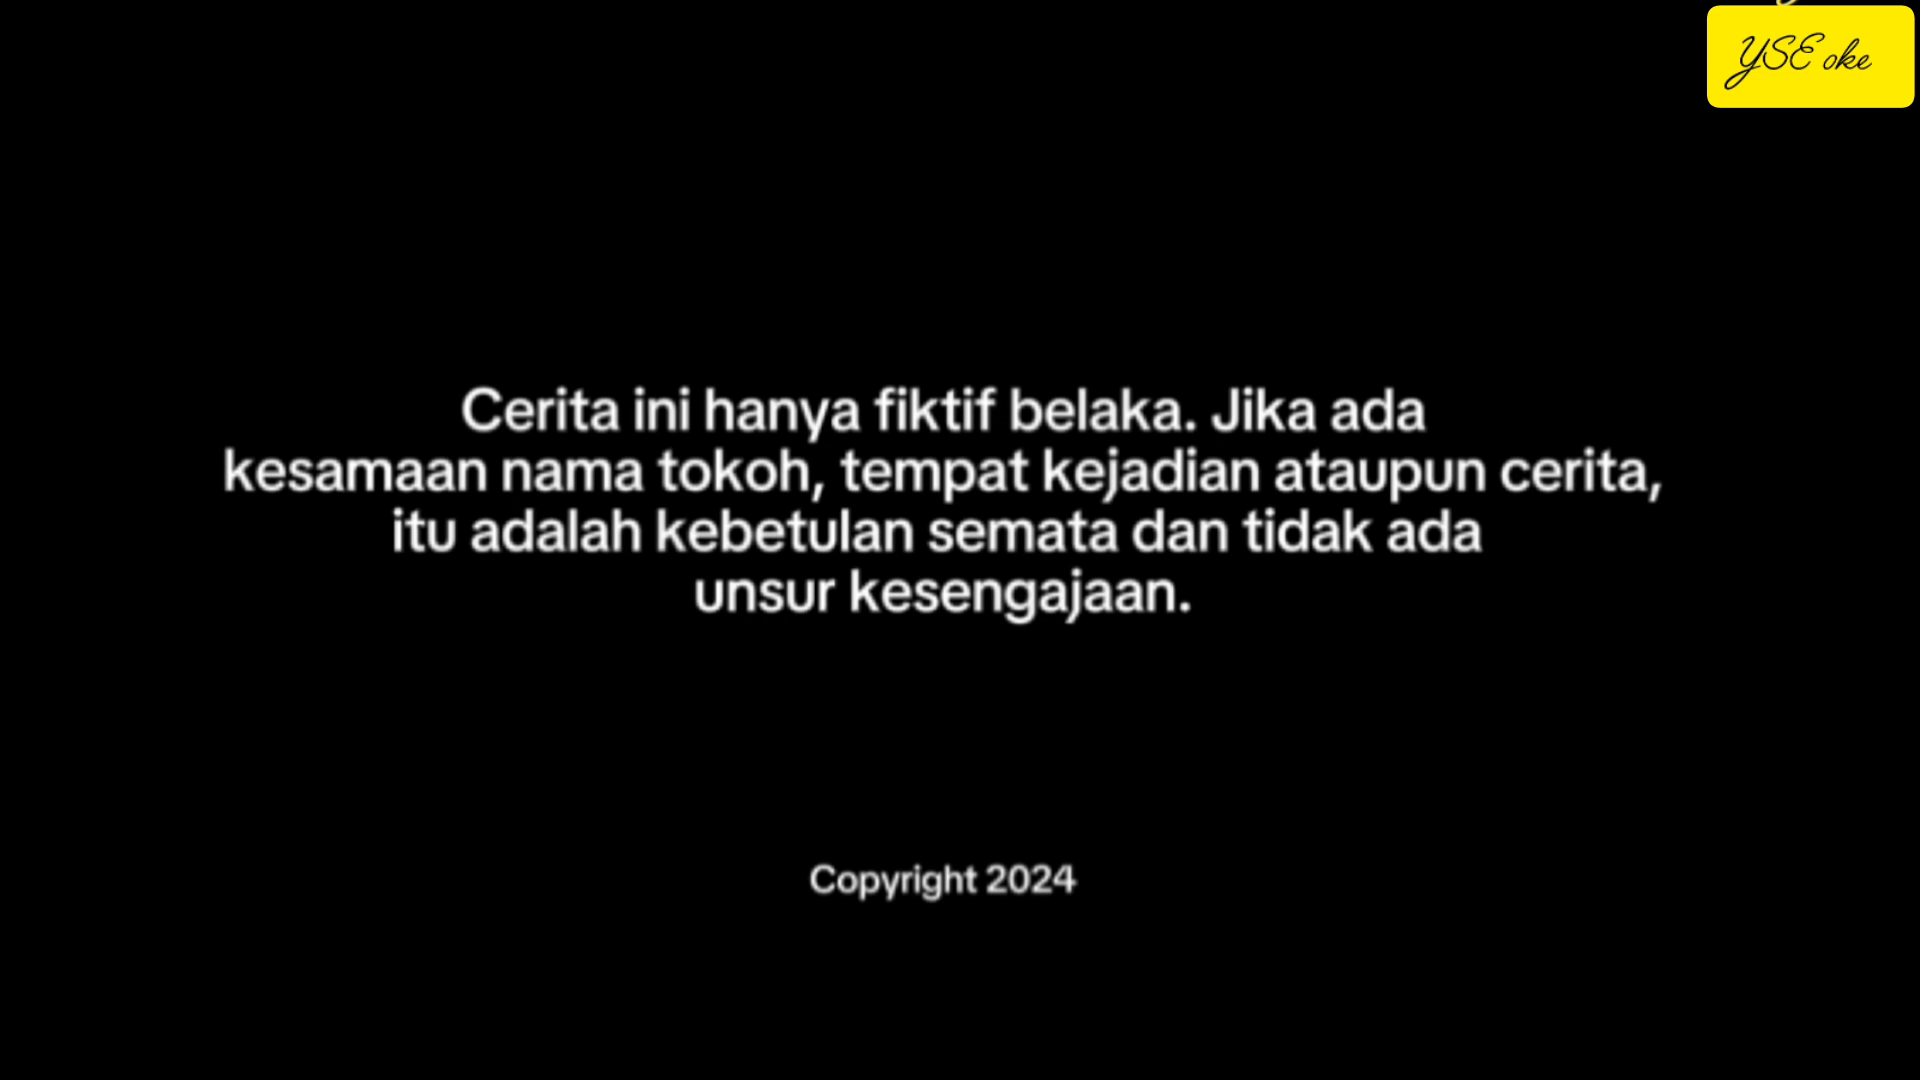 YSE oke
Cerita ini hanya fiktif belaka. Jika ada
kesamaan nama tokoh, tempat kejadian ataupun cerita,
itu adalah kebetulan semata dan tidak ada
unsur kesengajaan.
Copyright 2024